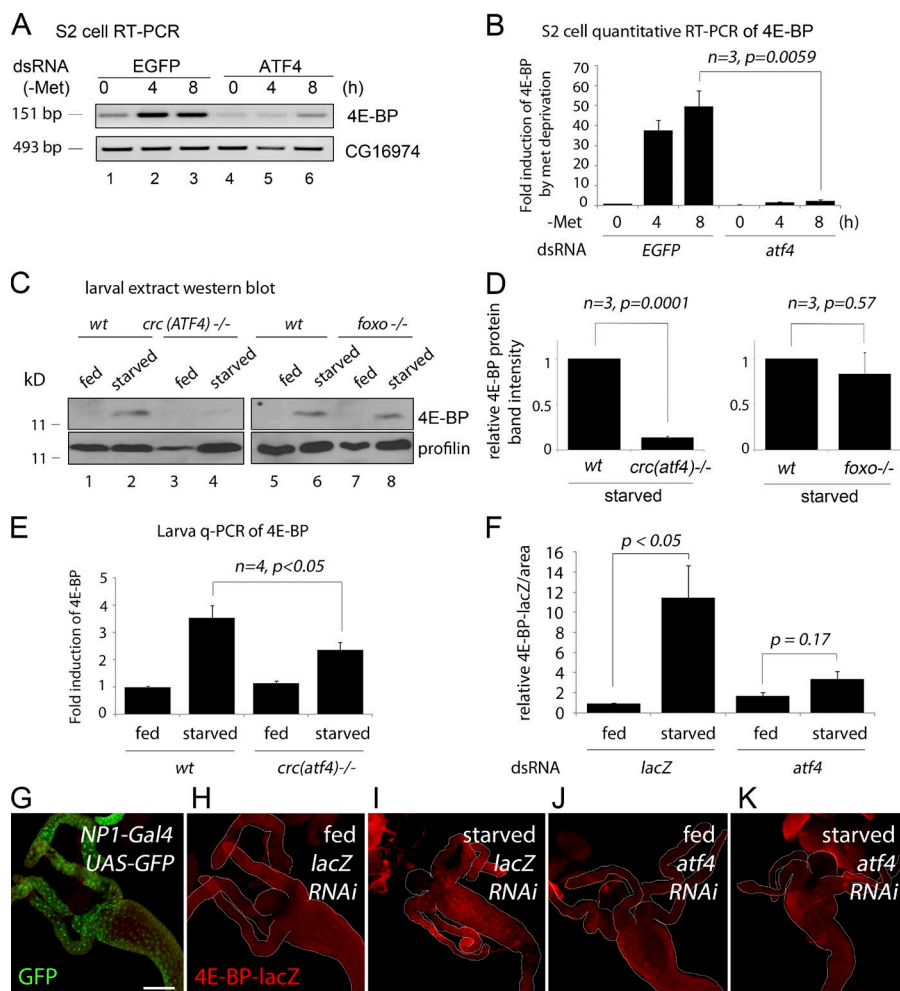 A
S2 cell RT-PCR
dsRNA EGFP ATF4
(-Met) 0 4 8 0 4 8 (h)
151 bp 4E-BP
493 bp CG16974
1 2 3 4 5 6
B
S2 cell quantitative RT-PCR of 4E-BP
n=3, p=0.0059
Fold induction of 4E-BP
by met deprivation
60
50
40
30
20
10
0
-Met 0 4 8 0 4 8 (h)
dsRNA EGFP atf4
C
larval extract western blot
wt crc (ATF4) -/- wt foxo -/-
kD fed starved fed starved fed starved fed starved
11 4E-BP
11 profilin
1 2 3 4 5 6 7 8
D
n=3, p=0.0001 n=3, p=0.57
relative 4E-BP protein
band intensity
1
0.5
0
wt crc(atf4)-/-
starved
1
0.5
0
wt foxo-/-
starved
E
Larva q-PCR of 4E-BP
n=4, p<0.05
Fold induction of 4E-BP
5
4
3
2
1
0
fed starved fed starved
wt crc(atf4)-/-
F
p < 0.05
p = 0.17
relative 4E-BP-lacZ/area
16
14
12
10
8
6
4
2
0
fed starved fed starved
dsRNA lacZ atf4
G
NP1-Gal4
UAS-GFP
GFP
H
fed
lacZ
RNAi
4E-BP-lacZ
I
starved
lacZ
RNAi
J
fed
atf4
RNAi
K
starved
atf4
RNAi